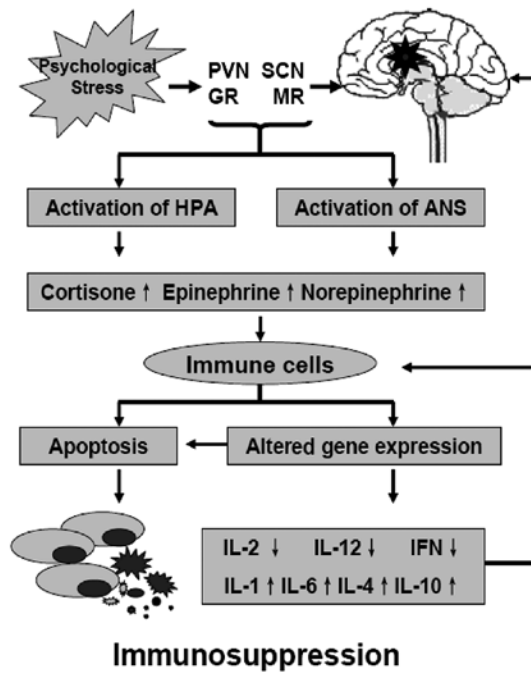 Psychological
Stress
PVN SCN
GR MR
Activation of HPA
Activation of ANS
Cortisone ↑ Epinephrine ↑ Norepinephrine ↑
Immune cells
Apoptosis
Altered gene expression
IL-2 ↓ IL-12 ↓ IFN ↓
IL-1 ↑ IL-6 ↑ IL-4 ↑ IL-10 ↑
Immunosuppression